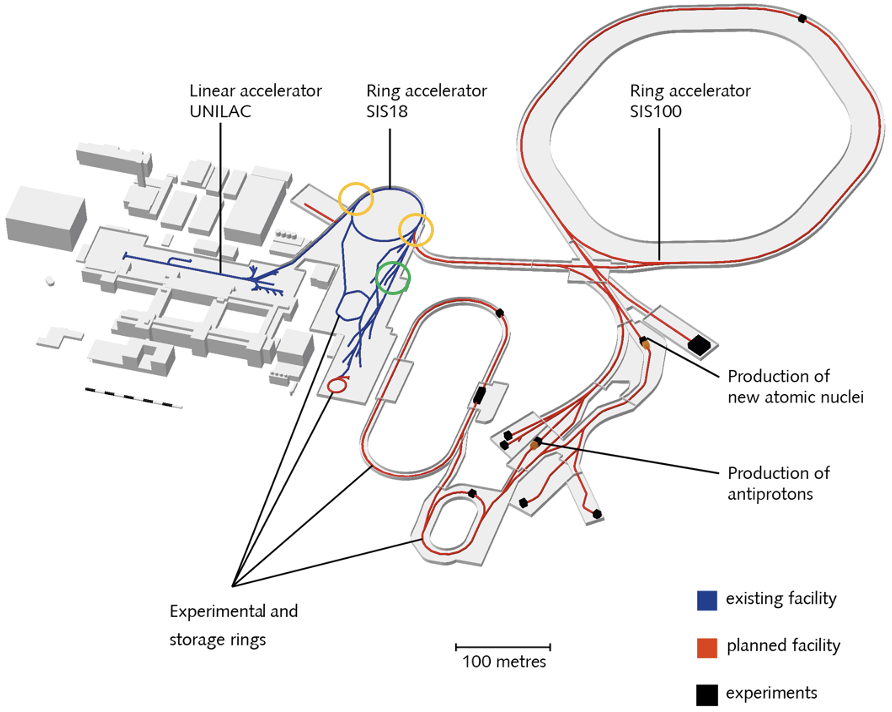 Linear accelerator
UNILAC
Ring accelerator
SIS18
Ring accelerator
SIS100
Production of
new atomic nuclei
Production of
antiprotons
Experimental and
storage rings
existing facility
planned facility
experiments
100 metres